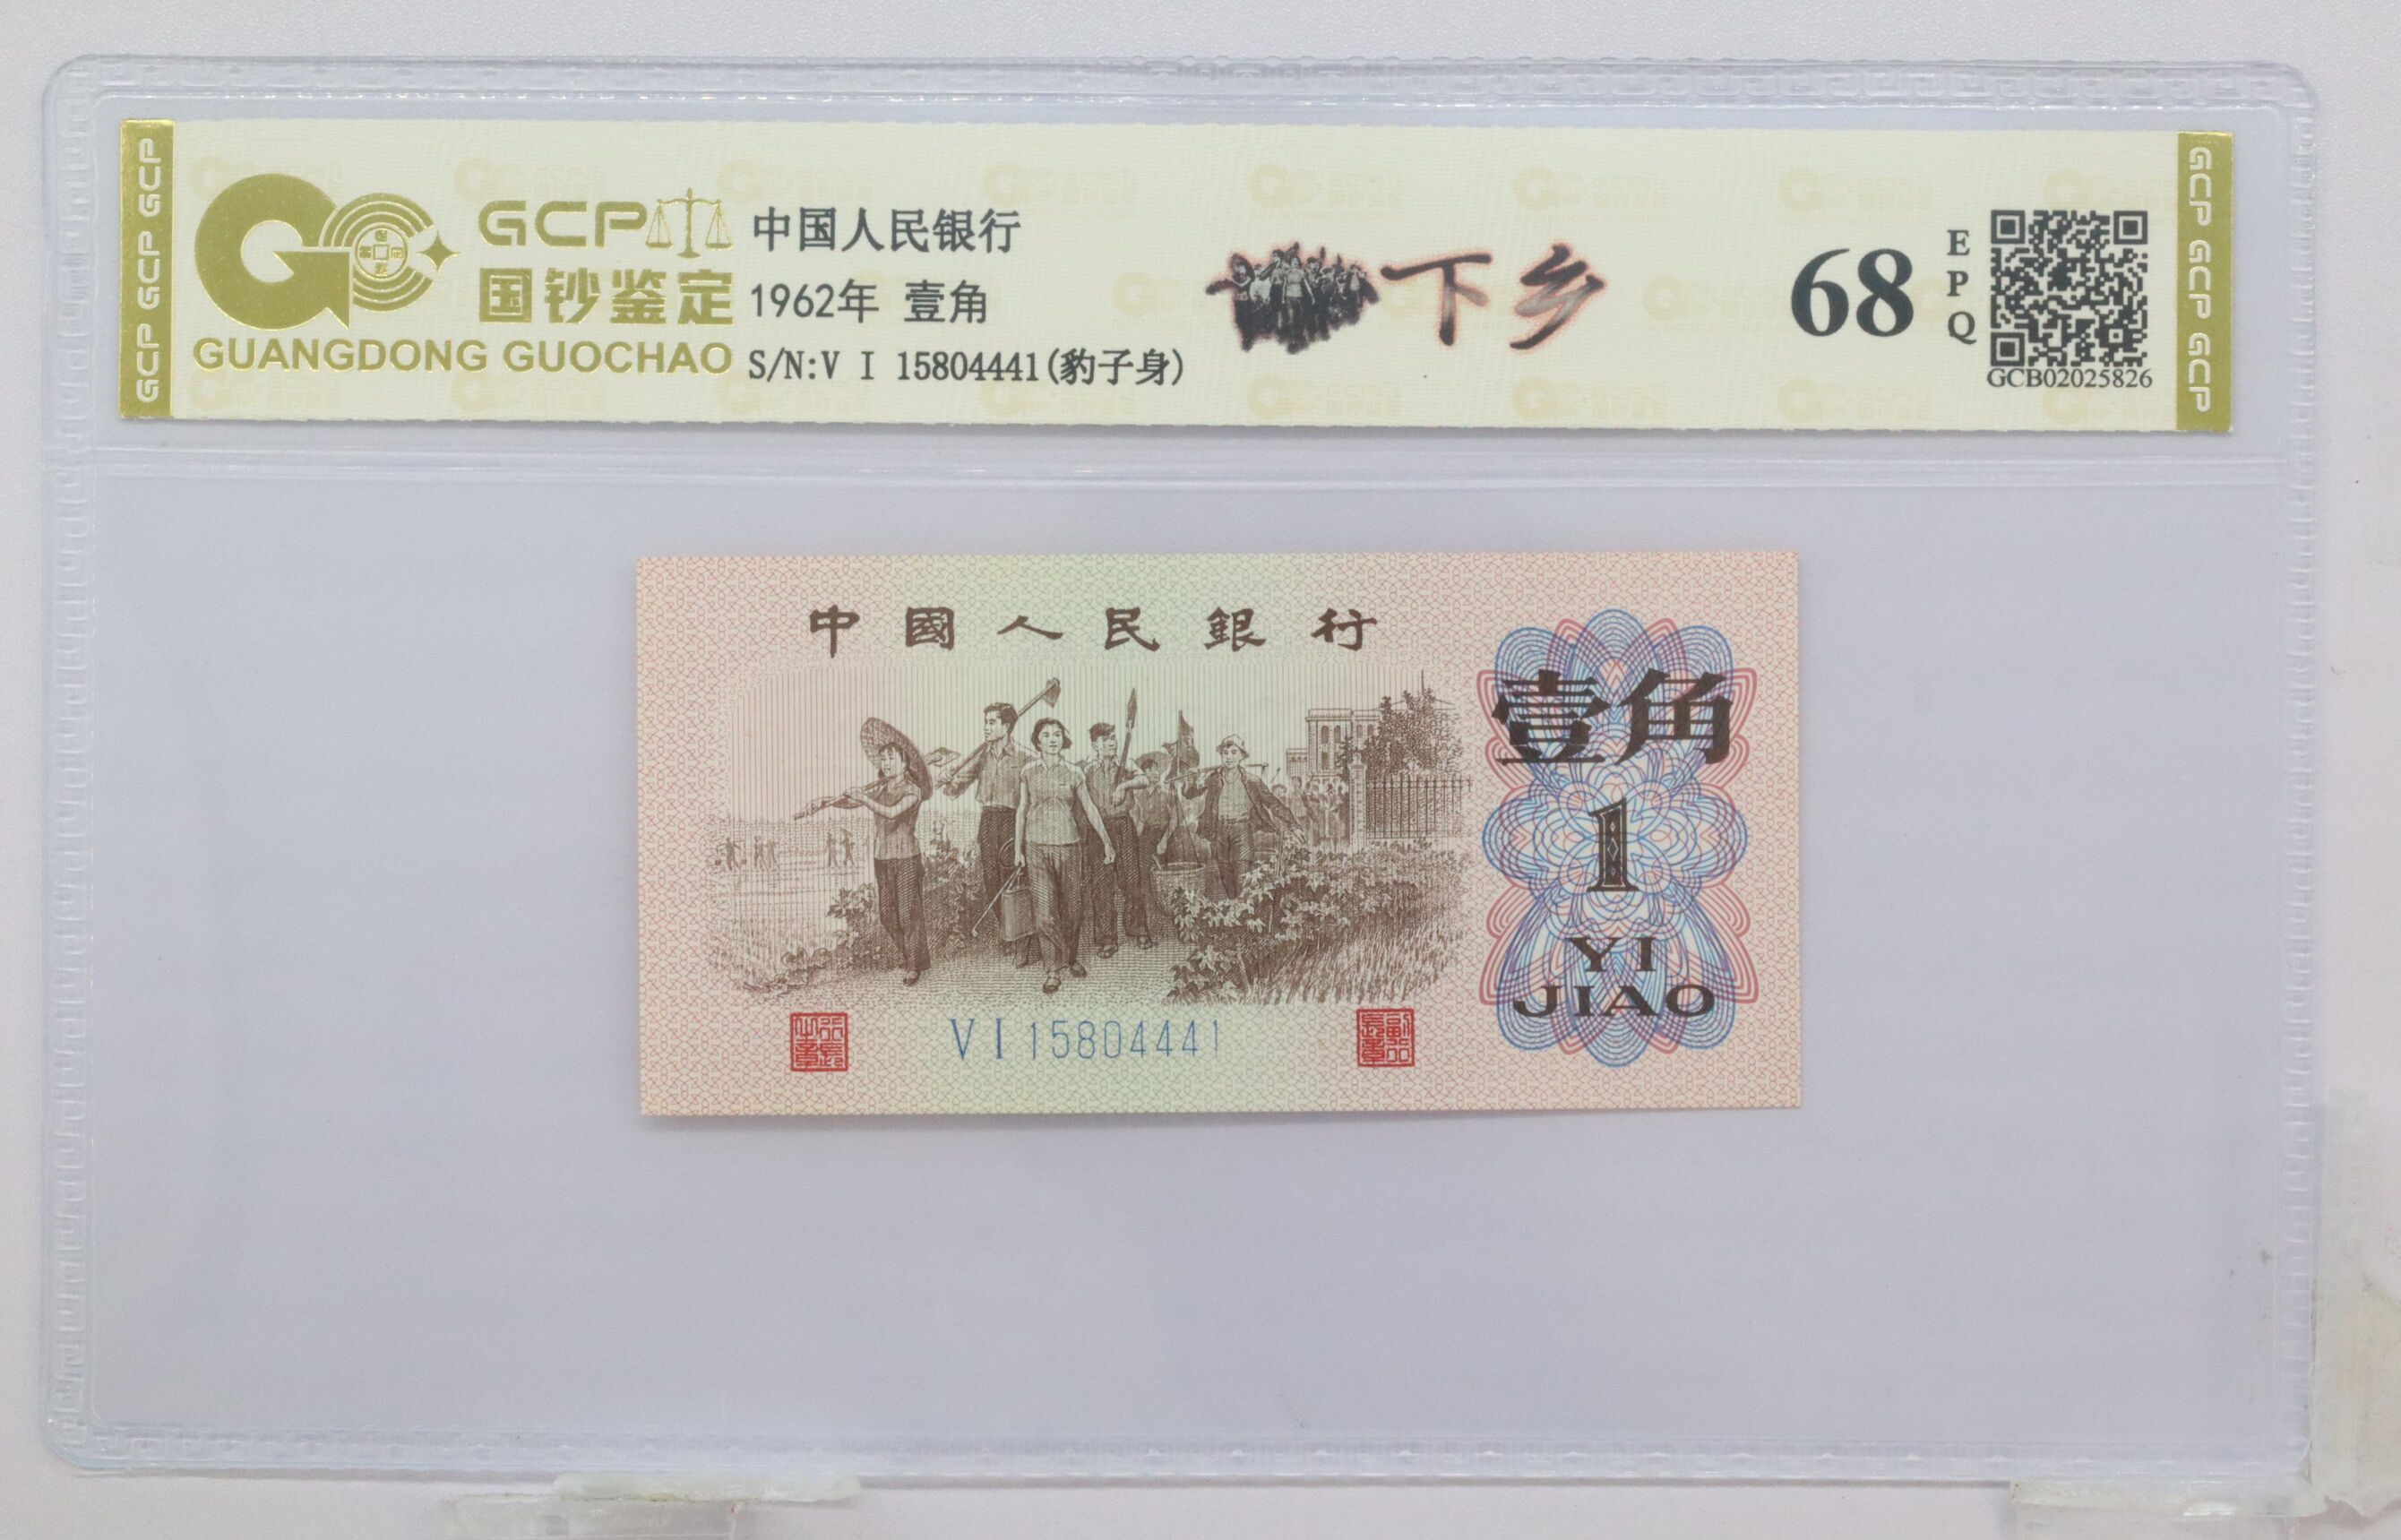 GCP GCP GCP
GCP
国钞鉴定
GUANGDONG GUOCHAO
中国人民银行
1962年 壹角
S/N:V I 15804441(豹子身)
下乡
68
EPQ
GCB02025826
GCP GCP GCP
中國人民銀行
壹角
1
YI
JIAO
V I 15804441